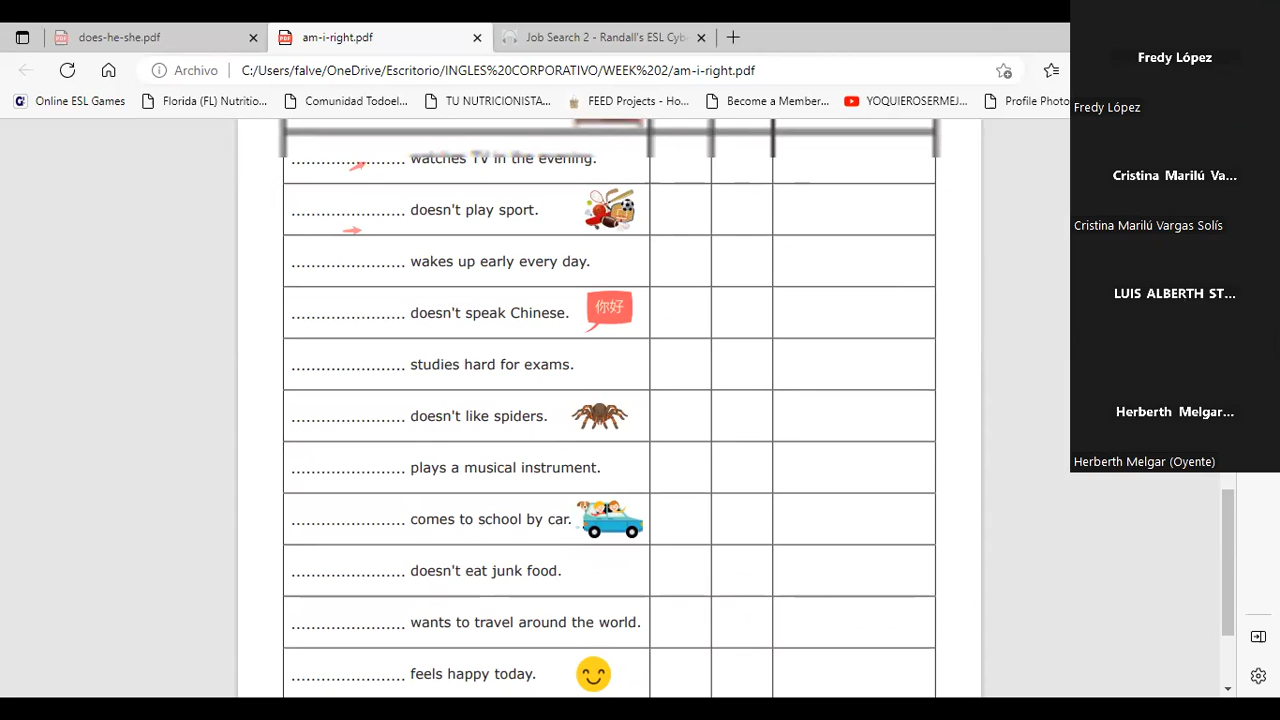 does-he-she.pdf
am-i-right.pdf
Job Search 2 - Randall's ESL Cyb
Archivo
C:/Users/falve/OneDrive/Escritorio/INGLES%20CORPORATIVO/WEEK%202/am-i-right.pdf
Online ESL Games
Florida (FL) Nutritio...
Comunidad Todoel...
TU NUTRICIONISTA...
FEED Projects - Ho...
Become a Member...
YOQUIEROSERMEJ...
Profile Photo
....................... watches TV in the evening.
....................... doesn't play sport.
....................... wakes up early every day.
....................... doesn't speak Chinese.
你好
....................... studies hard for exams.
....................... doesn't like spiders.
....................... plays a musical instrument.
....................... comes to school by car.
....................... doesn't eat junk food.
....................... wants to travel around the world.
....................... feels happy today.
Fredy López
Fredy López
Cristina Marilú Va...
Cristina Marilú Vargas Solís
LUIS ALBERTH ST...
Herberth Melgar...
Herberth Melgar (Oyente)